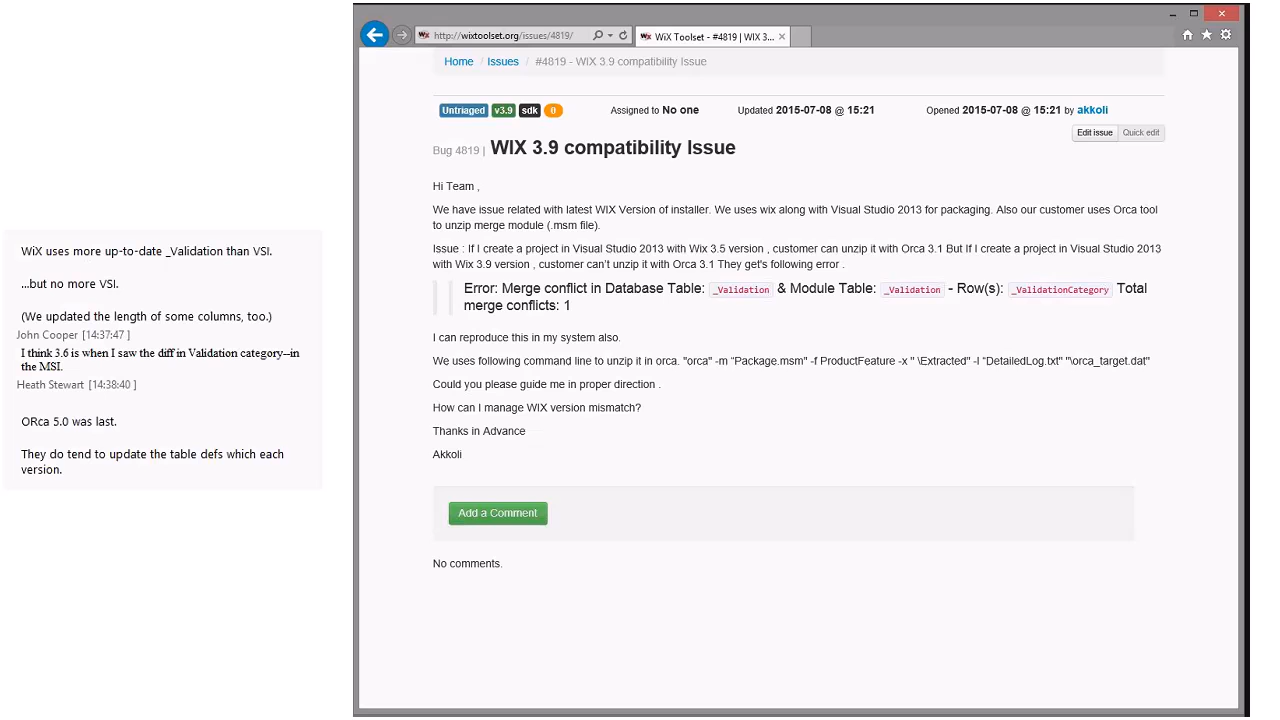 WiX uses more up-to-date _Validation than VSI.
...but no more VSI.
(We updated the length of some columns, too.)
John Cooper [14:37:47 ]
I think 3.6 is when I saw the diff in Validation category--in
the MSI.
Heath Stewart [14:38:40 ]
ORca 5.0 was last.
They do tend to update the table defs which each
version.
http://wixtoolset.org/issues/4819/
WiX Toolset - #4819 | WIX 3...
Home / Issues / #4819 - WIX 3.9 compatibility Issue
Untriaged v3.9 sdk 0 Assigned to No one Updated 2015-07-08 @ 15:21 Opened 2015-07-08 @ 15:21 by akkoli
Edit issue Quick edit
Bug 4819 | WIX 3.9 compatibility Issue
Hi Team ,
We have issue related with latest WIX Version of installer. We uses wix along with Visual Studio 2013 for packaging. Also our customer uses Orca tool
to unzip merge module (.msm file).
Issue : If I create a project in Visual Studio 2013 with Wix 3.5 version , customer can unzip it with Orca 3.1 But If I create a project in Visual Studio 2013
with Wix 3.9 version , customer can't unzip it with Orca 3.1 They get's following error .
Error: Merge conflict in Database Table: _Validation & Module Table: _Validation - Row(s): _ValidationCategory Total
merge conflicts: 1
I can reproduce this in my system also.
We uses following command line to unzip it in orca. "orca" -m "Package.msm" -f ProductFeature -x " \Extracted" -l "DetailedLog.txt" "\orca_target.dat"
Could you please guide me in proper direction .
How can I manage WIX version mismatch?
Thanks in Advance
Akkoli
Add a Comment
No comments.